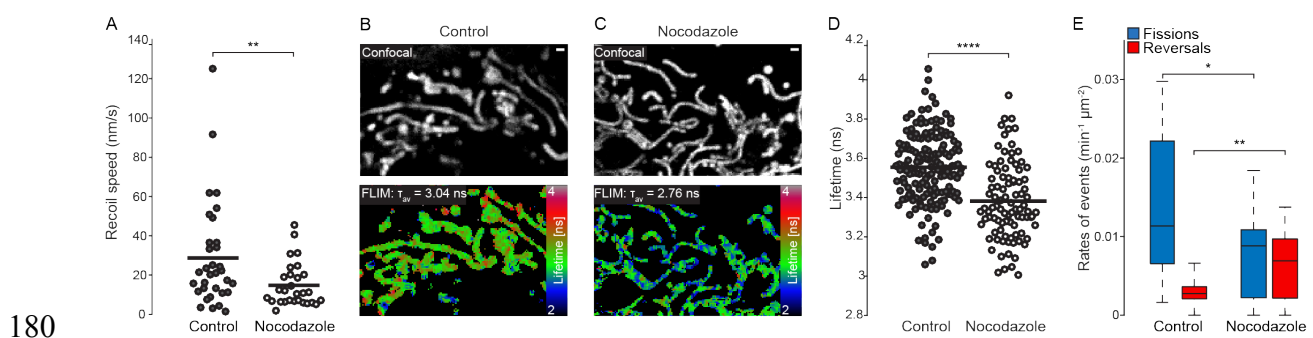 A
Recoil speed (nm/s)
140
120
100
80
60
40
20
0
**
Control
Nocodazole
B
Control
Confocal
FLIM: τav = 3.04 ns
4
Lifetime [ns]
2
C
Nocodazole
Confocal
FLIM: τav = 2.76 ns
4
Lifetime [ns]
2
D
Lifetime (ns)
4.2
4
3.8
3.6
3.4
3.2
3
2.8
****
Control
Nocodazole
E
Fissions
Reversals
Rates of events (min⁻¹ μm⁻²)
0.03
0.02
0.01
0
*
**
Control
Nocodazole
180